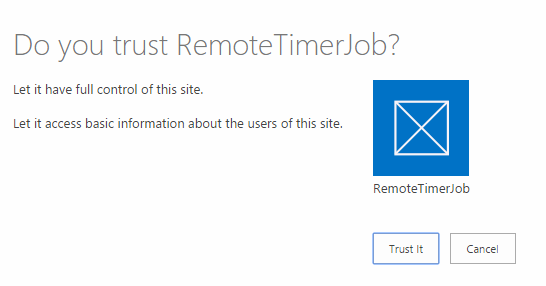 Do you trust RemoteTimerJob?
Let it have full control of this site.
Let it access basic information about the users of this site.
RemoteTimerJob
Trust It
Cancel